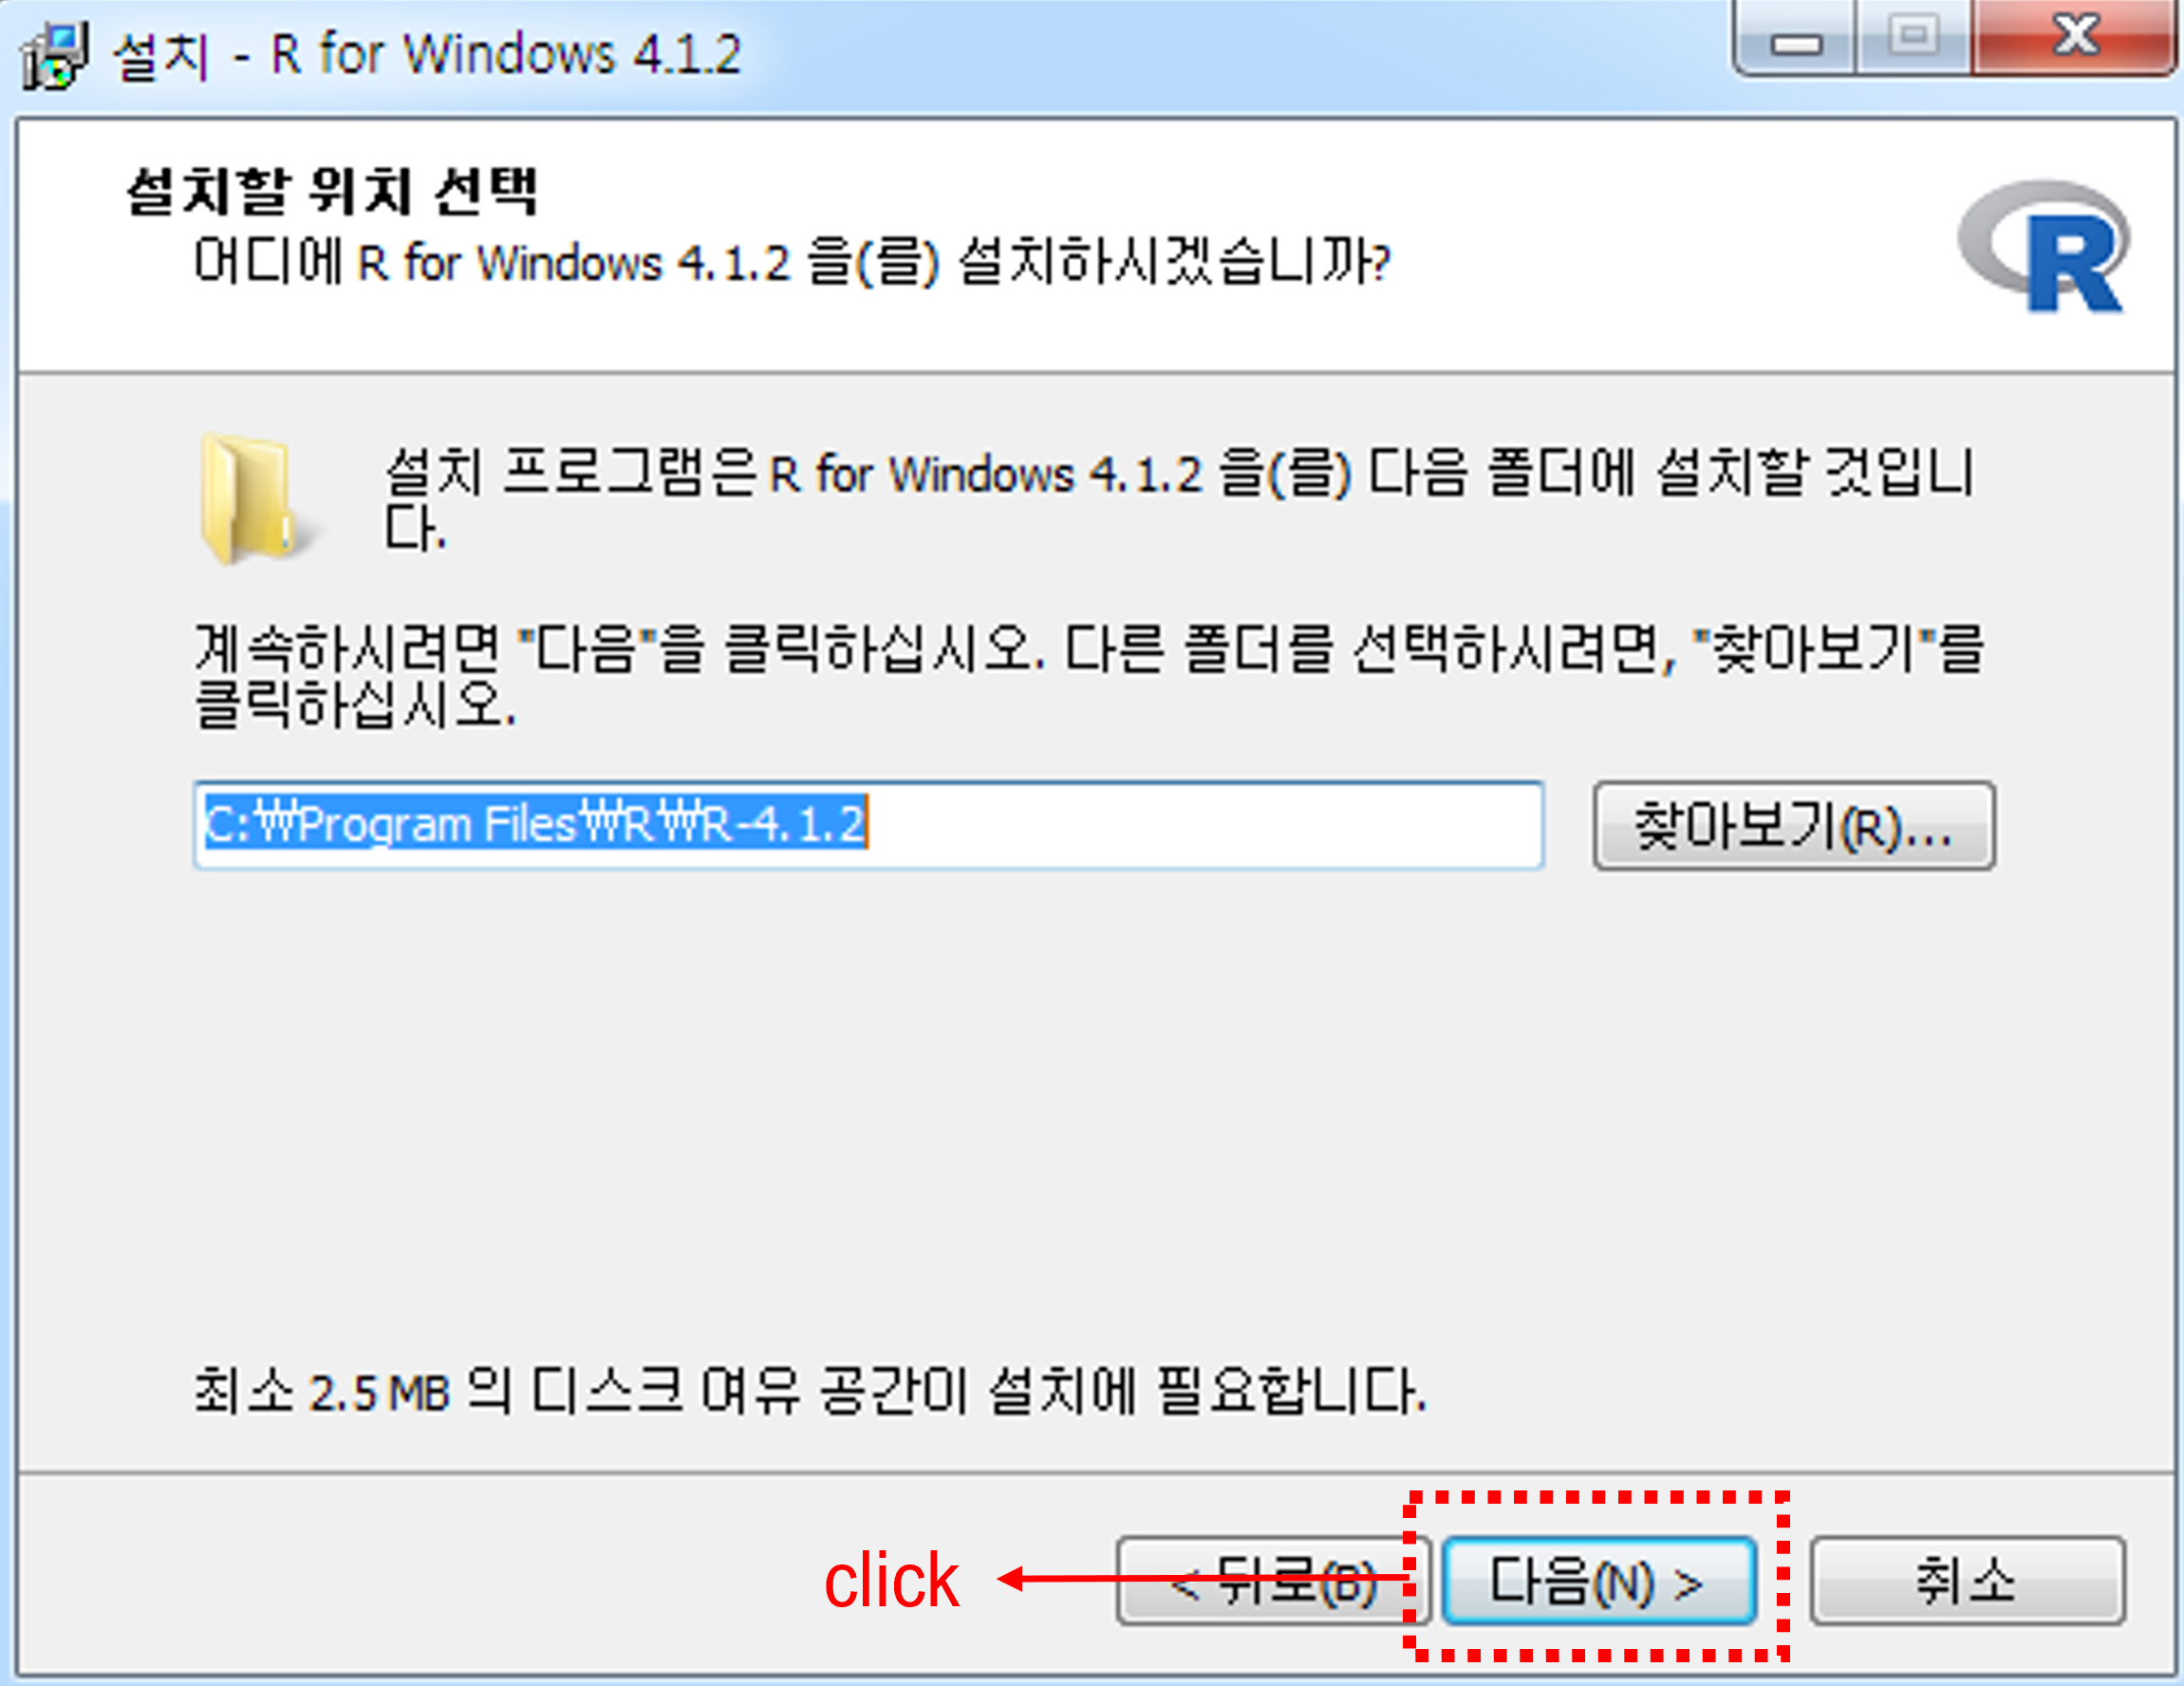 설치 - R for Windows 4.1.2
설치할 위치 선택
어디에 R for Windows 4.1.2 을(를) 설치하시겠습니까?
R
설치 프로그램은 R for Windows 4.1.2 을(를) 다음 폴더에 설치할 것입니
다.
계속하시려면 "다음"을 클릭하십시오. 다른 폴더를 선택하시려면, "찾아보기"를
클릭하십시오.
C:₩Program Files₩R₩R-4.1.2
찾아보기(R)...
최소 2.5 MB 의 디스크 여유 공간이 설치에 필요합니다.
click
< 뒤로(B)
다음(N) >
취소